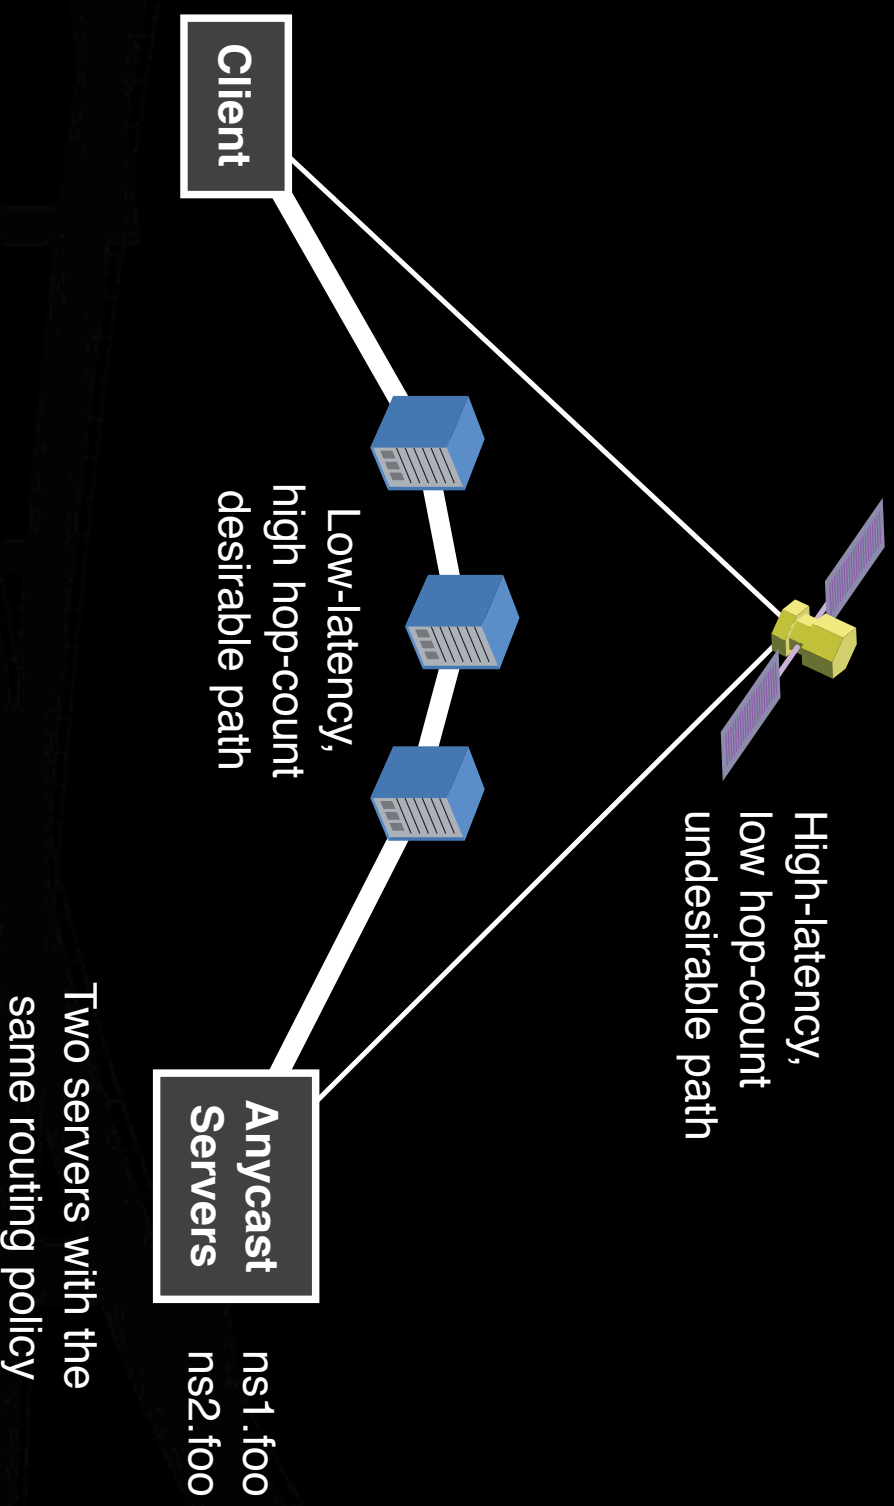 High-latency,
low hop-count
undesirable path
Client
Low-latency,
high hop-count
desirable path
Anycast
Servers
ns1.foo
ns2.foo
Two servers with the
same routing policy